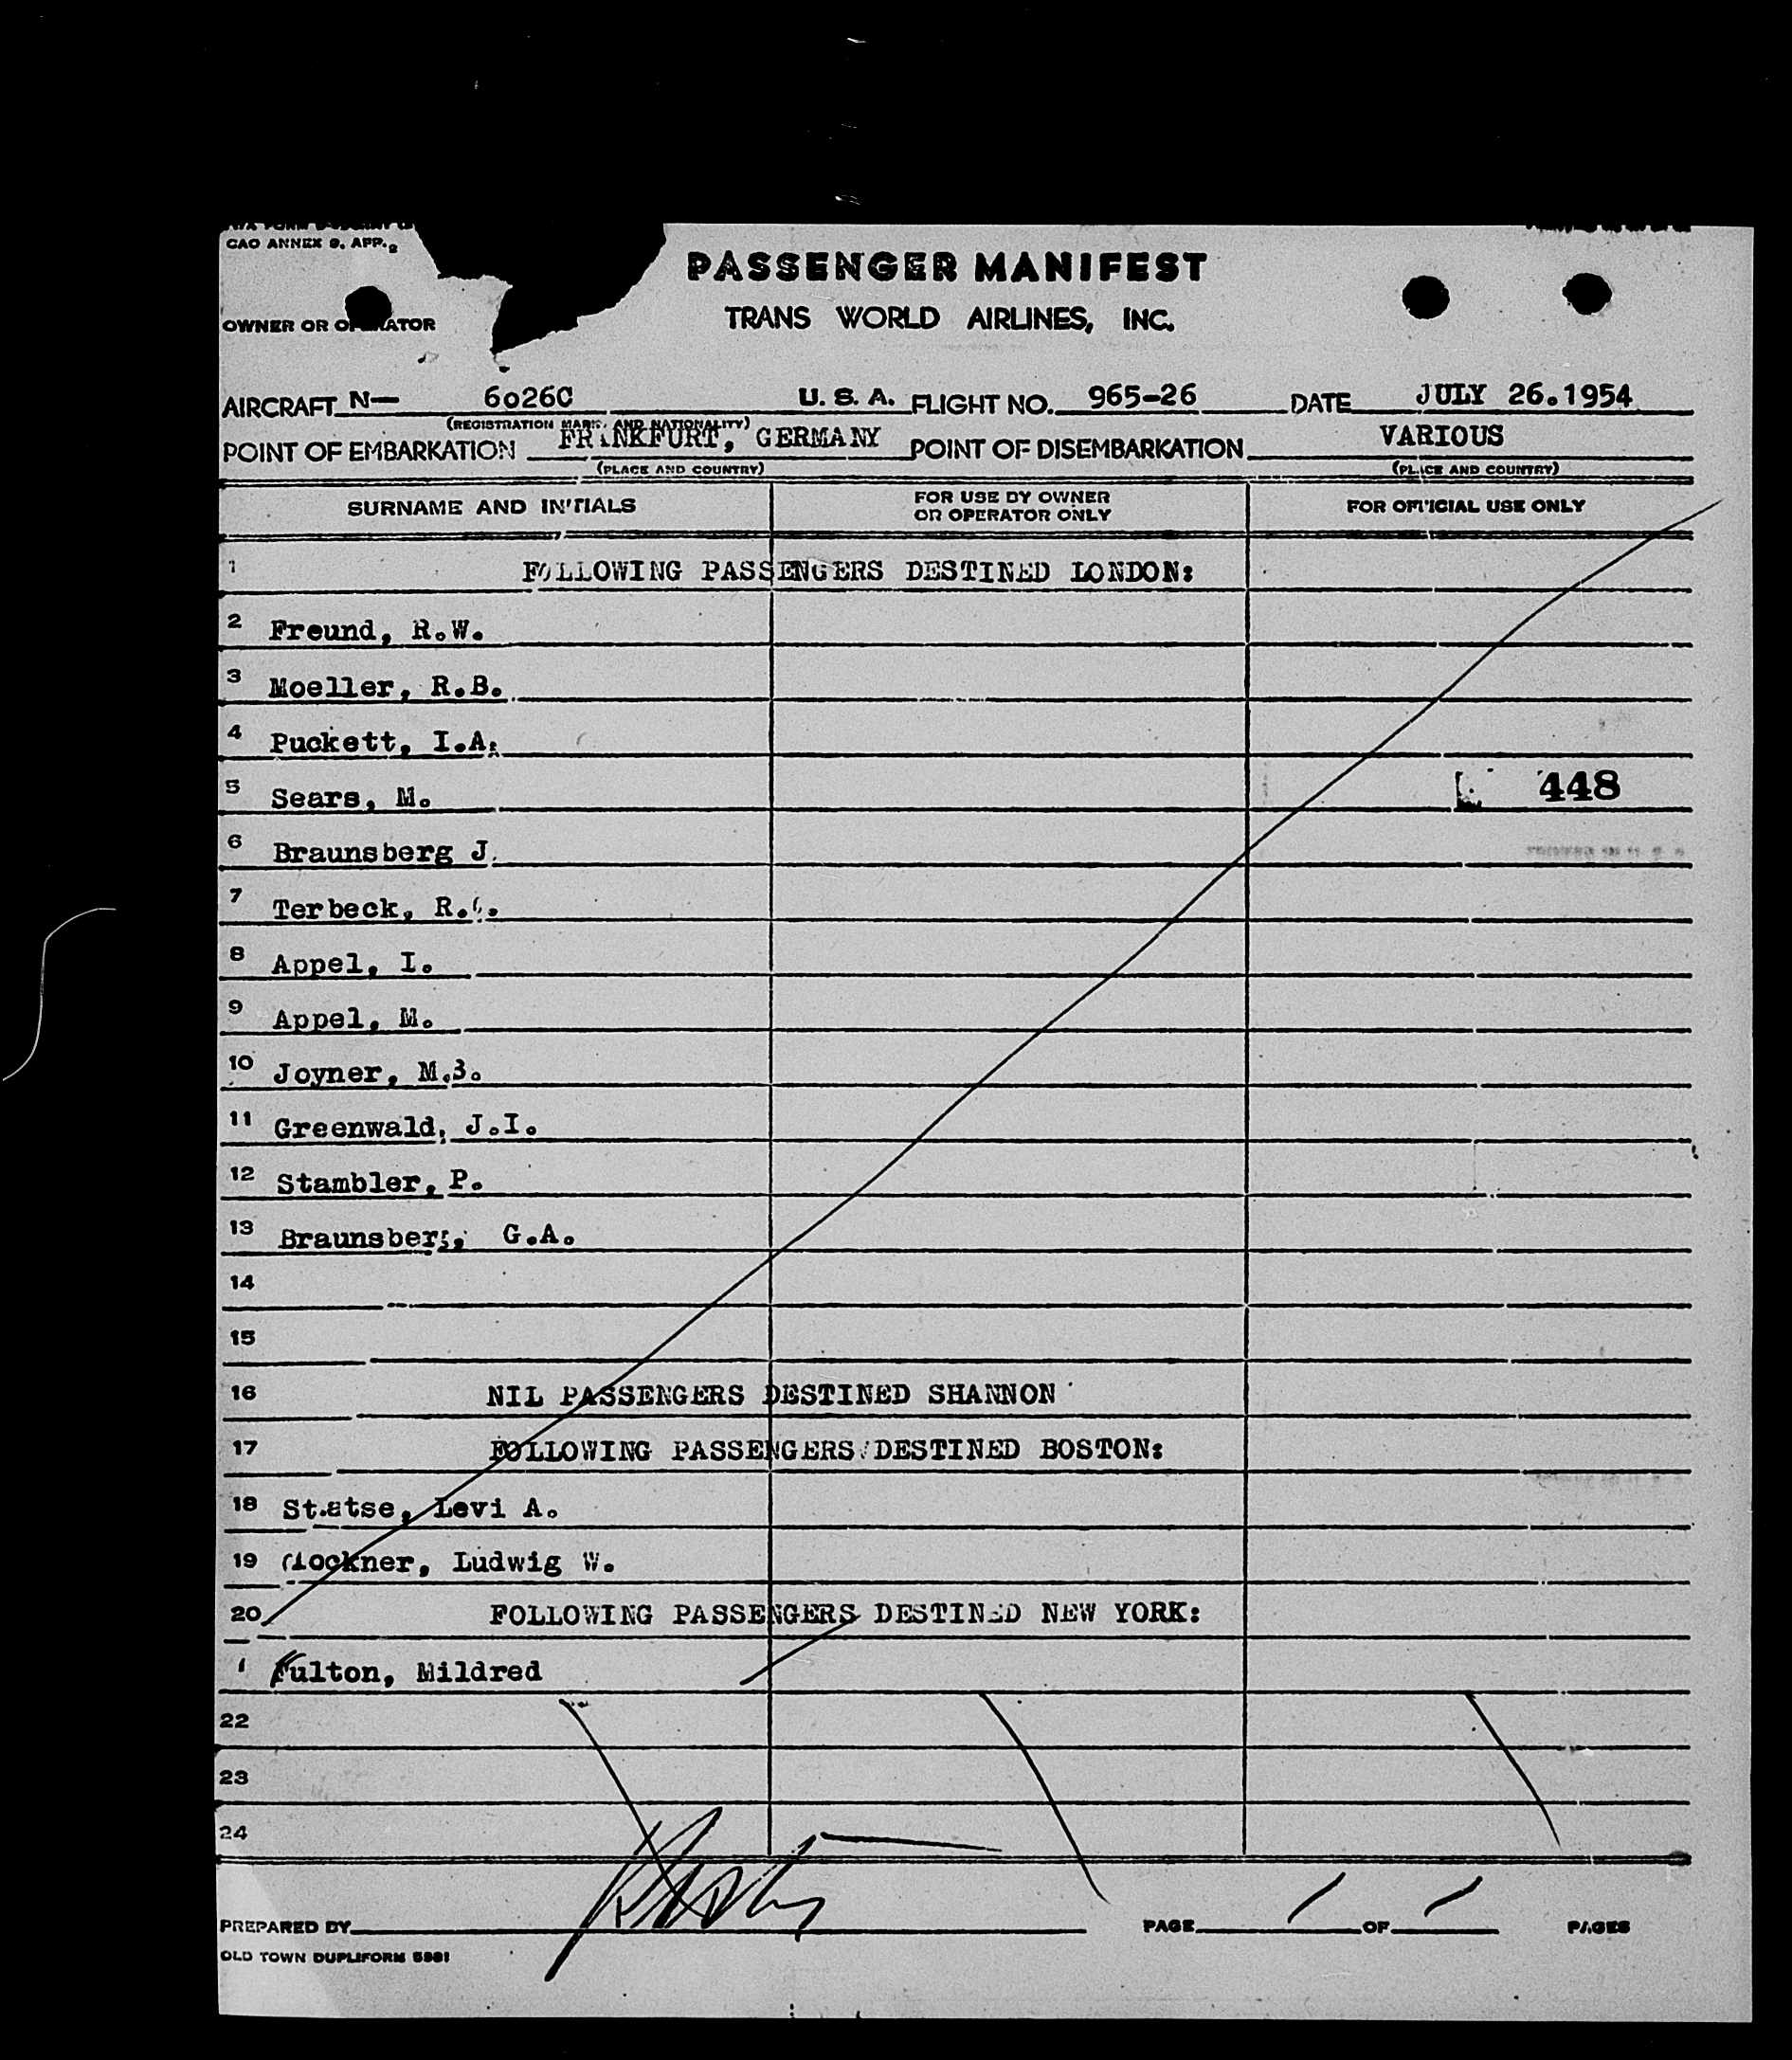 CAO ANNEX 9, APP. 2
PASSENGER MANIFEST
TRANS WORLD AIRLINES, INC.
OWNER OR OPERATOR
AIRCRAFT N— 6026C U. S. A. FLIGHT NO. 965-26 DATE JULY 26.1954
(REGISTRATION MARK, AND NATIONALITY)
POINT OF EMBARKATION FRANKFURT, GERMANY POINT OF DISEMBARKATION VARIOUS
(PLACE AND COUNTRY) (PLACE AND COUNTRY)
SURNAME AND INITIALS FOR USE BY OWNER OR OPERATOR ONLY FOR OFFICIAL USE ONLY
1 FOLLOWING PASSENGERS DESTINED LONDON:
2 Freund, R.W.
3 Moeller, R.B.
4 Puckett, I.A.
5 Sears, M. 448
6 Braunsberg J.
7 Terbeck, R.
8 Appel, I.
9 Appel, M.
10 Joyner, M.B.
11 Greenwald, J.I.
12 Stambler, P.
13 Braunsberg, G.A.
14
15
16 NIL PASSENGERS DESTINED SHANNON
17 FOLLOWING PASSENGERS DESTINED BOSTON:
18 Levi A.
19 Ludwig W.
20 FOLLOWING PASSENGERS DESTINED NEW YORK:
Fulton, Mildred
22
23
24
PREPARED BY PAGE 1 OF 1 PAGES
OLD TOWN DUPLIFORM 5981